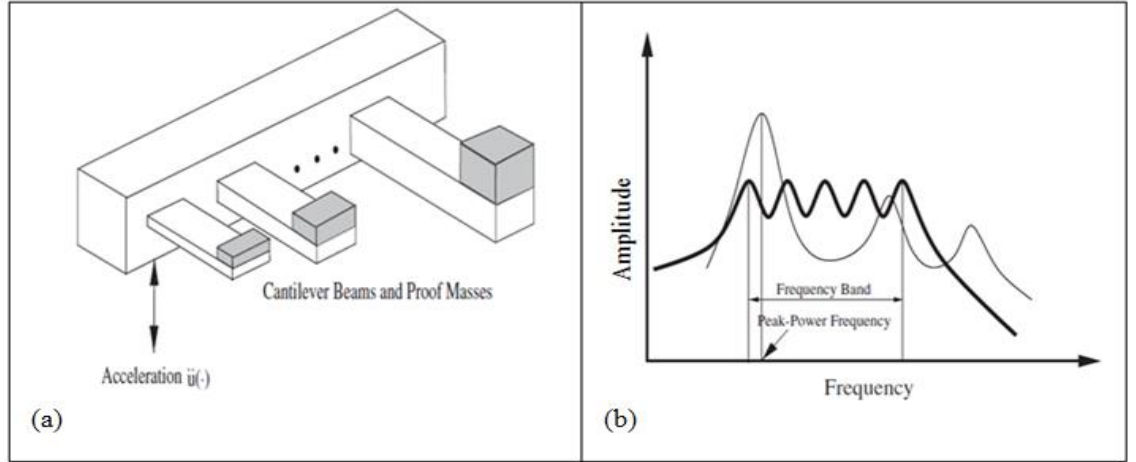 Cantilever Beams and Proof Masses
Acceleration ü(·)
(a)
Amplitude
Frequency Band
Peak-Power Frequency
Frequency
(b)